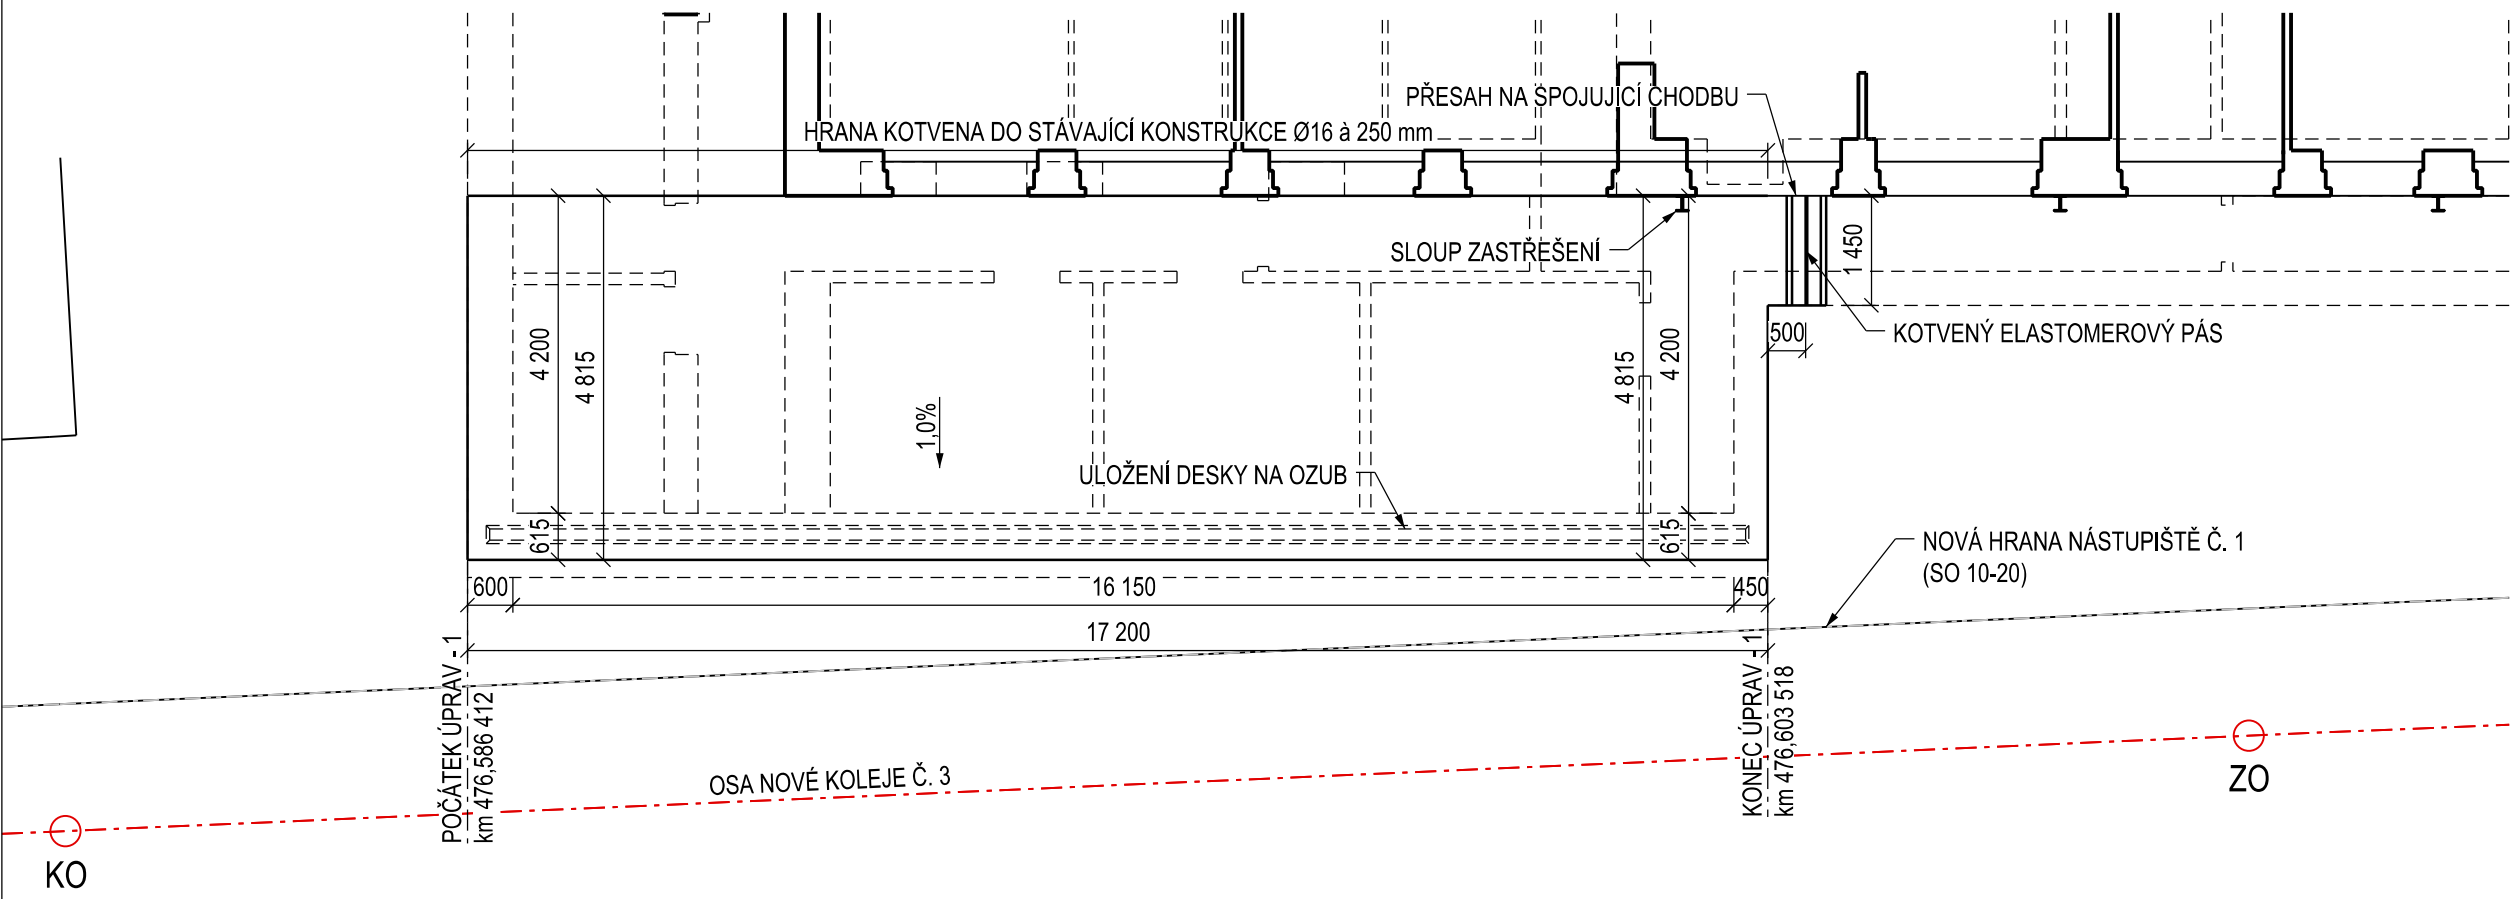 PŘESAH NA SPOJUJÍCÍ CHODBU
HRANA KOTVENA DO STÁVAJÍCÍ KONSTRUKCE Ø16 à 250 mm
SLOUP ZASTŘEŠENÍ
1 450
500
KOTVENÝ ELASTOMEROVÝ PÁS
4 200
4 815
4 815
4 200
1,0%
ULOŽENÍ DESKY NA OZUB
615
615
NOVÁ HRANA NÁSTUPIŠTĚ Č. 1
(SO 10-20)
600
16 150
450
17 200
POČÁTEK ÚPRAV - 1
km 476,586 412
KONEC ÚPRAV - 1
km 476,603 518
OSA NOVÉ KOLEJE Č. 3
ZO
KO